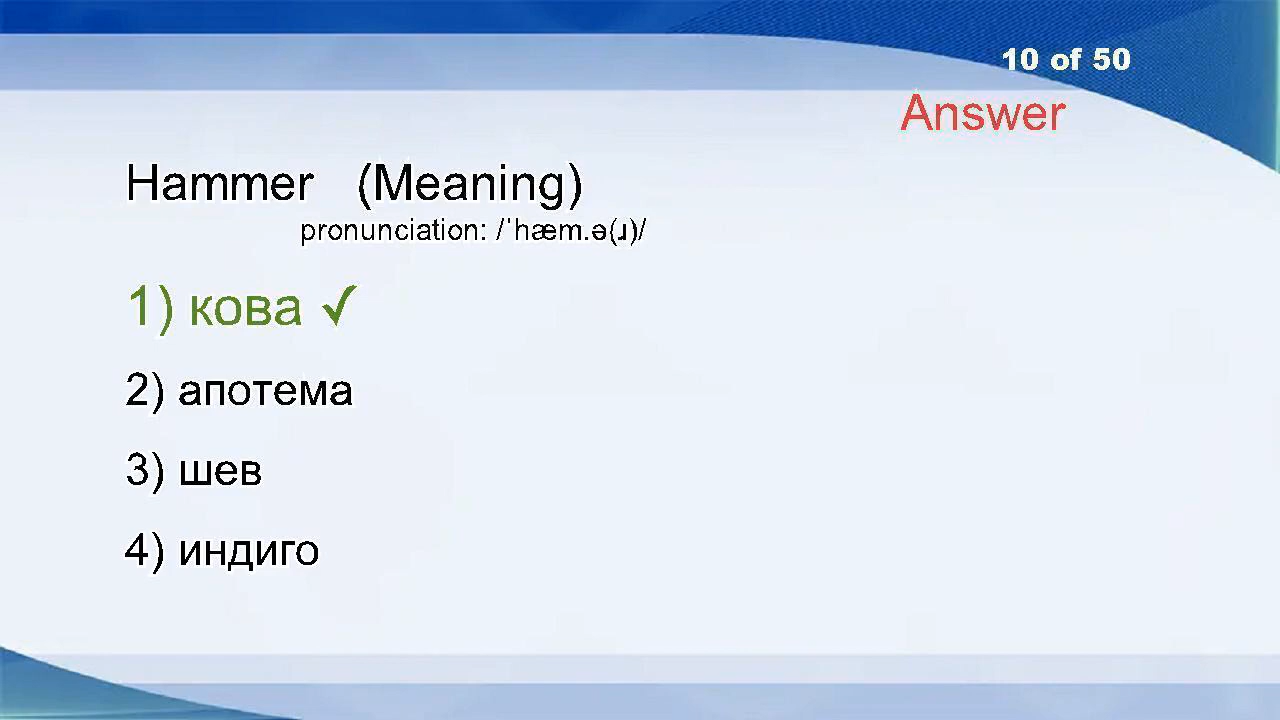 10 of 50
Answer
Hammer (Meaning)
pronunciation: /ˈhæm.ə(ɹ)/
1) кова ✓
2) апотема
3) шев
4) индиго